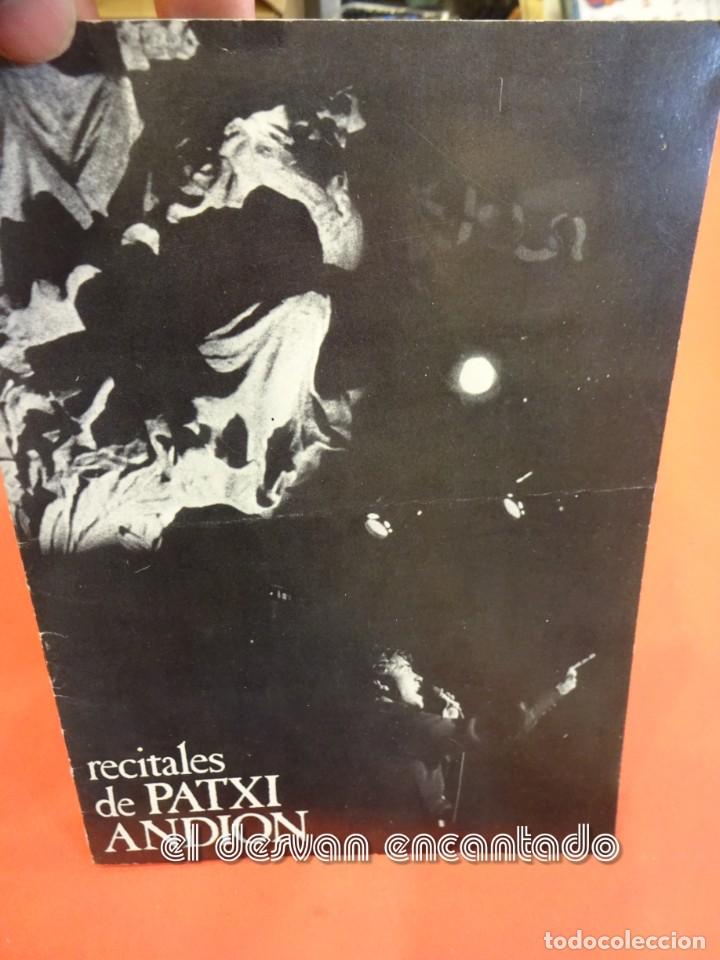 recitales
de PATXI
ANDION
el desvan encantado
todocoleccion